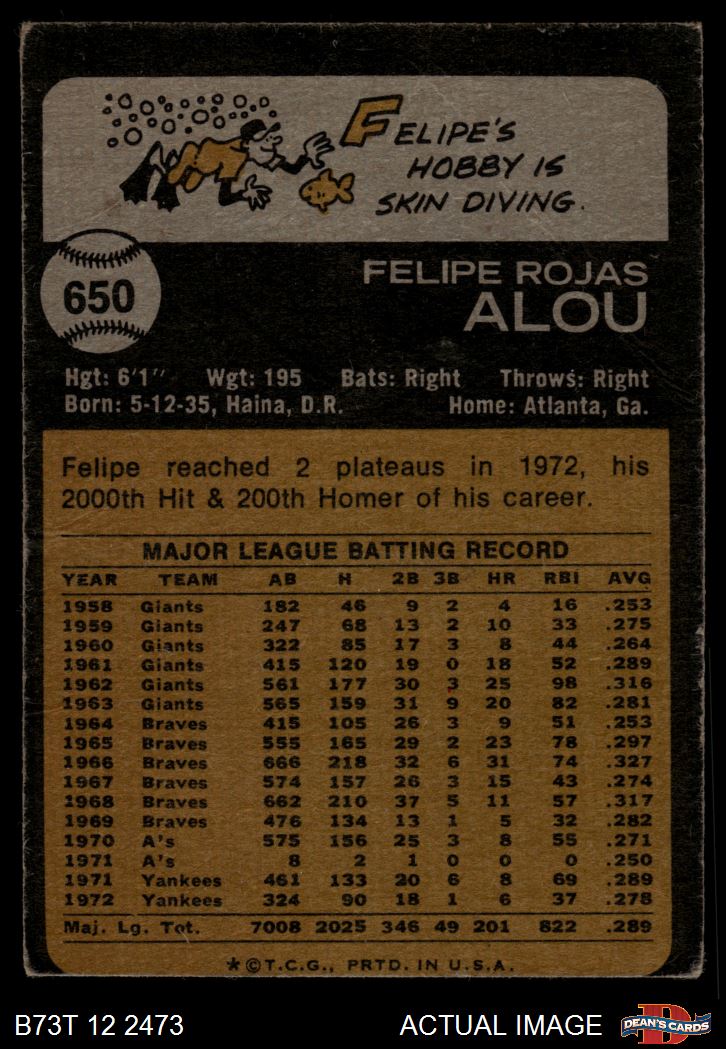 FELIPE'S
HOBBY IS
SKIN DIVING.
650
FELIPE ROJAS
ALOU
Hgt: 6'1" Wgt: 195 Bats: Right Throws: Right
Born: 5-12-35, Haina, D.R. Home: Atlanta, Ga.
Felipe reached 2 plateaus in 1972, his
2000th Hit & 200th Homer of his career.
MAJOR LEAGUE BATTING RECORD
YEAR TEAM AB H 2B 3B HR RBI AVG
1958 Giants 182 46 9 2 4 16 .253
1959 Giants 247 68 13 2 10 33 .275
1960 Giants 322 85 17 3 8 44 .264
1961 Giants 415 120 19 0 18 52 .289
1962 Giants 561 177 30 3 25 98 .316
1963 Giants 565 159 31 9 20 82 .281
1964 Braves 415 105 26 3 9 51 .253
1965 Braves 555 165 29 2 23 78 .297
1966 Braves 666 218 32 6 31 74 .327
1967 Braves 574 157 26 3 15 43 .274
1968 Braves 662 210 37 5 11 57 .317
1969 Braves 476 134 13 1 5 32 .282
1970 A's 575 156 25 3 8 55 .271
1971 A's 8 2 1 0 0 0 .250
1971 Yankees 461 133 20 6 8 69 .289
1972 Yankees 324 90 18 1 6 37 .278
Maj. Lg. Tot. 7008 2025 346 49 201 822 .289
*©T.C.G., PRTD. IN U.S.A.
B73T 12 2473 ACTUAL IMAGE
D
DEAN'S CARDS